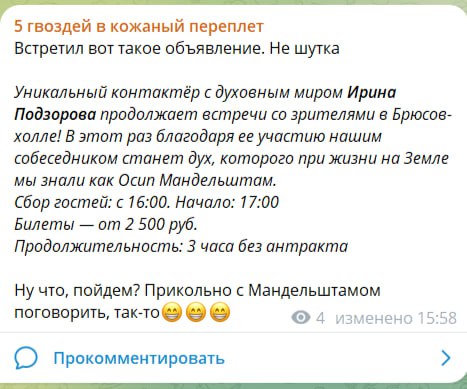 5 гвоздей в кожаный переплет
Встретил вот такое объявление. Не шутка
Уникальный контактёр с духовным миром Ирина
Подзорова продолжает встречи со зрителями в Брюсов-
холле! В этот раз благодаря ее участию нашим
собеседником станет дух, которого при жизни на Земле
мы знали как Осип Мандельштам.
Сбор гостей: с 16:00. Начало: 17:00
Билеты — от 2 500 руб.
Продолжительность: 3 часа без антракта
Ну что, пойдем? Прикольно с Мандельштамом
поговорить, так-то😁😁😁 4 изменено 15:58
Прокомментировать